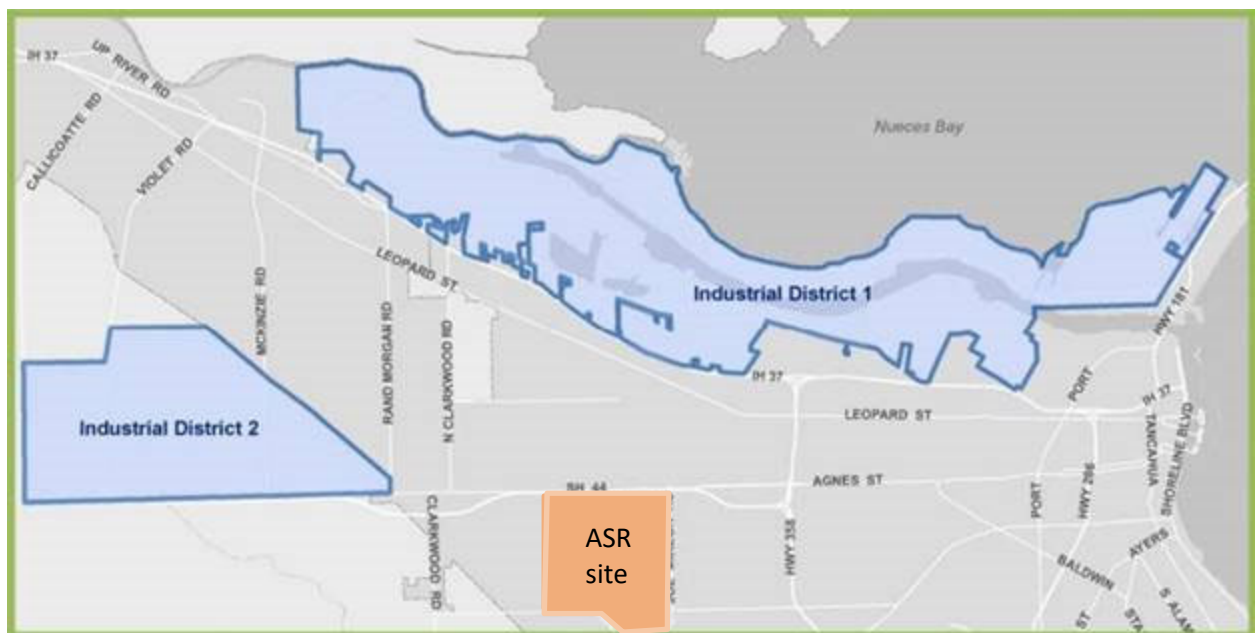 IH 37
UP RIVER RD
CALLICOATTE RD
VIOLET RD
Nueces Bay
MCKINZIE RD
LEOPARD ST
Industrial District 1
HWY 181
RAND MORGAN RD
N CLARKWOOD RD
IH 37
PORT
IH 37
Industrial District 2
LEOPARD ST
TANCAHUA
SHORELINE BLVD
SH 44
AGNES ST
HWY 286
PORT
CLARKWOOD RD
ASR
site
HWY 358
BALDWIN
AYERS
ST
STA
S ALAM